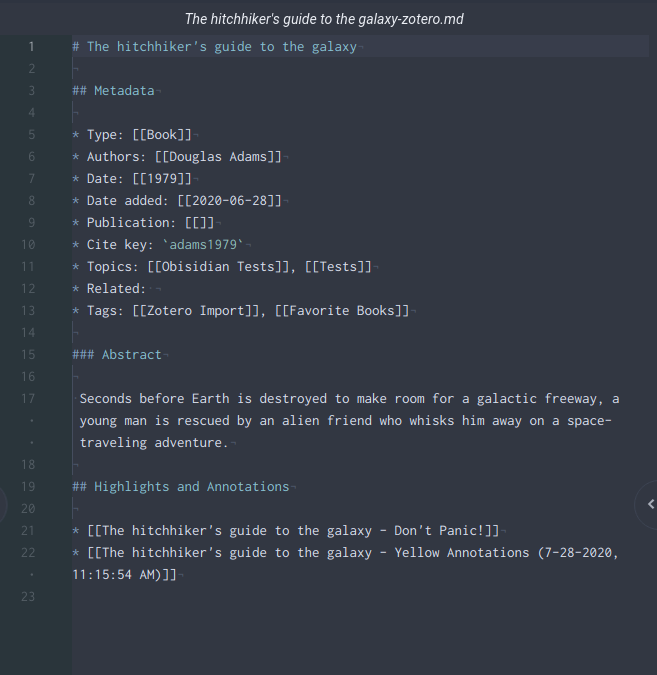 The hitchhiker's guide to the galaxy-zotero.md
1 # The hitchhiker's guide to the galaxy¬
2 ¬
3 ## Metadata¬
4 ¬
5 * Type: [[Book]]¬
6 * Authors: [[Douglas Adams]]¬
7 * Date: [[1979]]¬
8 * Date added: [[2020-06-28]]¬
9 * Publication: [[]]¬
10 * Cite key: `adams1979`¬
11 * Topics: [[Obisidian Tests]], [[Tests]]¬
12 * Related: ¬
13 * Tags: [[Zotero Import]], [[Favorite Books]]¬
14 ¬
15 ### Abstract¬
16 ¬
17 Seconds before Earth is destroyed to make room for a galactic freeway, a
• young man is rescued by an alien friend who whisks him away on a space-
• traveling adventure.¬
18 ¬
19 ## Highlights and Annotations¬
20 ¬
21 * [[The hitchhiker's guide to the galaxy - Don't Panic!]]¬
22 * [[The hitchhiker's guide to the galaxy - Yellow Annotations (7-28-2020,
• 11:15:54 AM)]]¬
23